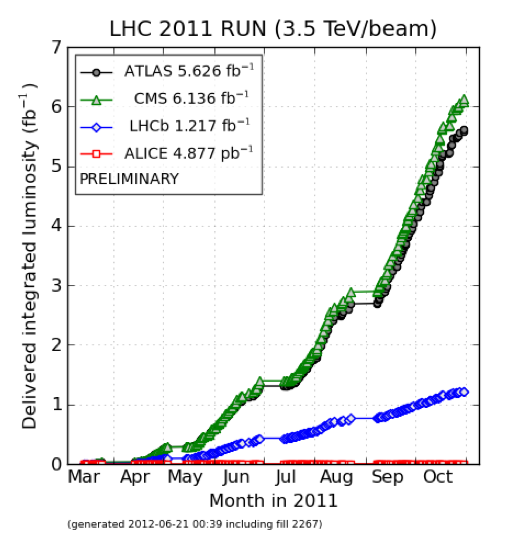 LHC 2011 RUN (3.5 TeV/beam)
ATLAS 5.626 fb⁻¹
CMS 6.136 fb⁻¹
LHCb 1.217 fb⁻¹
ALICE 4.877 pb⁻¹
PRELIMINARY
Delivered integrated luminosity (fb⁻¹)
7
6
5
4
3
2
1
0
Mar Apr May Jun Jul Aug Sep Oct
Month in 2011
(generated 2012-06-21 00:39 including fill 2267)